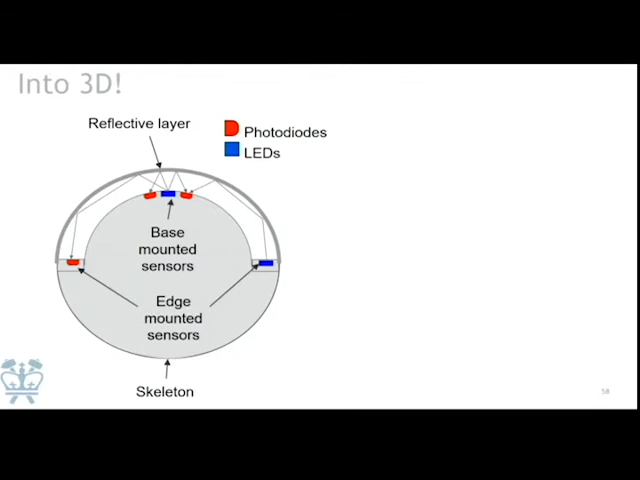 Into 3D!
Reflective layer
Photodiodes
LEDs
Base
mounted
sensors
Edge
mounted
sensors
Skeleton
58